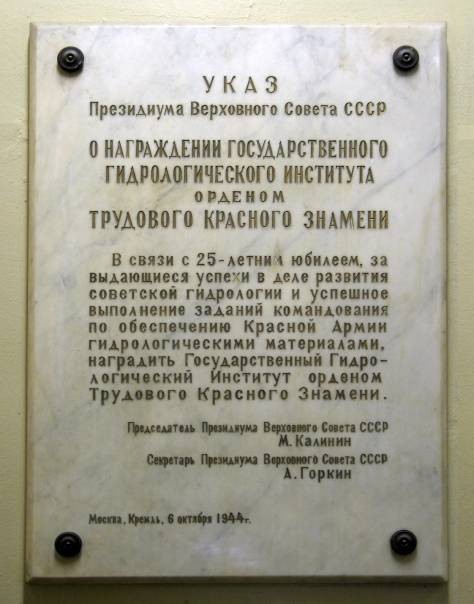 УКАЗ
Президиума Верховного Совета СССР
О НАГРАЖДЕНИИ ГОСУДАРСТВЕННОГО
ГИДРОЛОГИЧЕСКОГО ИНСТИТУТА
ОРДЕНОМ
ТРУДОВОГО КРАСНОГО ЗНАМЕНИ
В связи с 25-летним юбилеем, за
выдающиеся успехи в деле развития
советской гидрологии и успешное
выполнение заданий командования
по обеспечению Красной Армии
гидрологическими материалами,
наградить Государственный Гидро-
логический Институт орденом
Трудового Красного Знамени.
Председатель Президиума Верховного Совета СССР
М. Калинин
Секретарь Президиума Верховного Совета СССР
А. Горкин
Москва, Кремль, 6 октября 1944г.